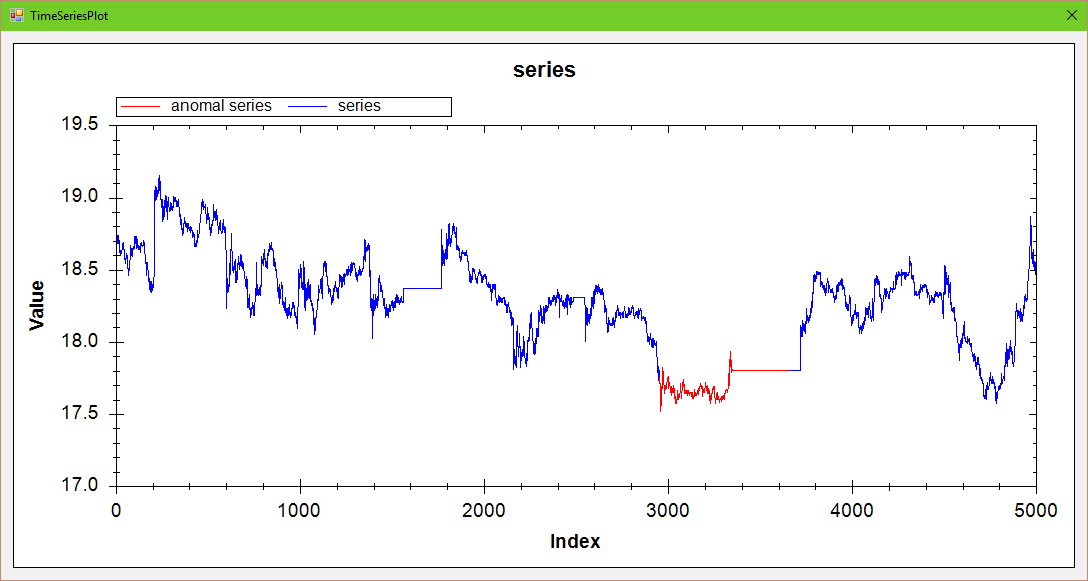 TimeSeriesPlot
series
anomal series series
19.5
19.0
18.5
18.0
17.5
17.0
Value
0 1000 2000 3000 4000 5000
Index